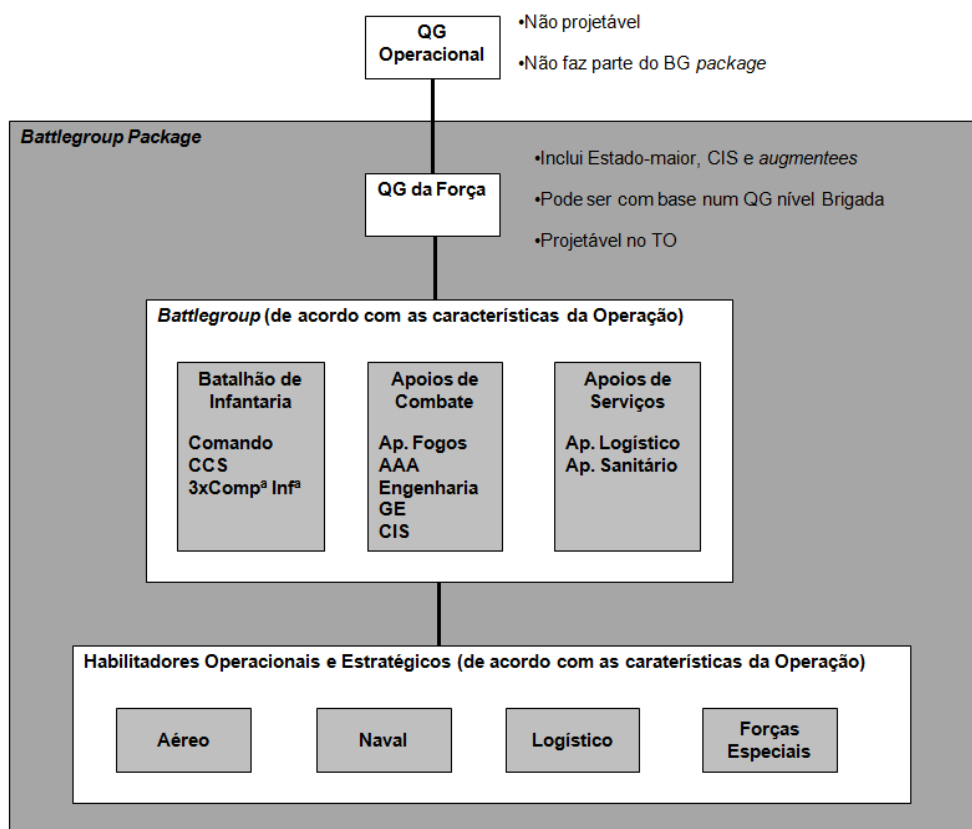 QG
Operacional
•Não projetável
•Não faz parte do BG package
Battlegroup Package
QG da Força
•Inclui Estado-maior, CIS e augmentees
•Pode ser com base num QG nível Brigada
•Projetável no TO
Battlegroup (de acordo com as características da Operação)
Batalhão de
Infantaria
Comando
CCS
3xCompª Infª
Apoios de
Combate
Ap. Fogos
AAA
Engenharia
GE
CIS
Apoios de
Serviços
Ap. Logístico
Ap. Sanitário
Habilitadores Operacionais e Estratégicos (de acordo com as caraterísticas da Operação)
Aéreo
Naval
Logístico
Forças
Especiais